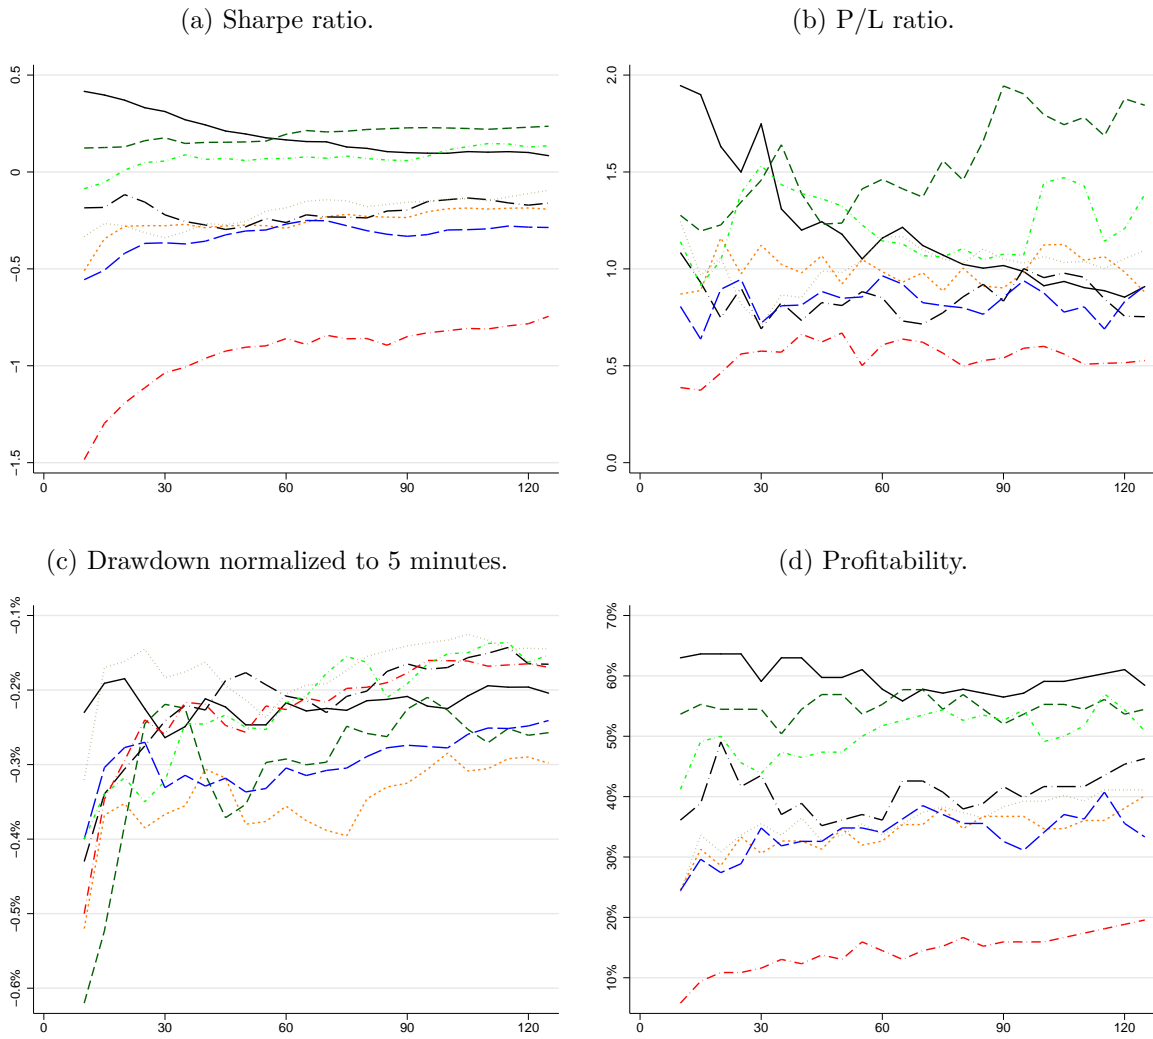 (a) Sharpe ratio.
0.5
0
−0.5
−1
−1.5
0 30 60 90 120
(b) P/L ratio.
2.0
1.5
1.0
0.5
0.0
0 30 60 90 120
(c) Drawdown normalized to 5 minutes.
−0.1%
−0.2%
−0.3%
−0.4%
−0.5%
−0.6%
0 30 60 90 120
(d) Profitability.
70%
60%
50%
40%
30%
20%
10%
0 30 60 90 120